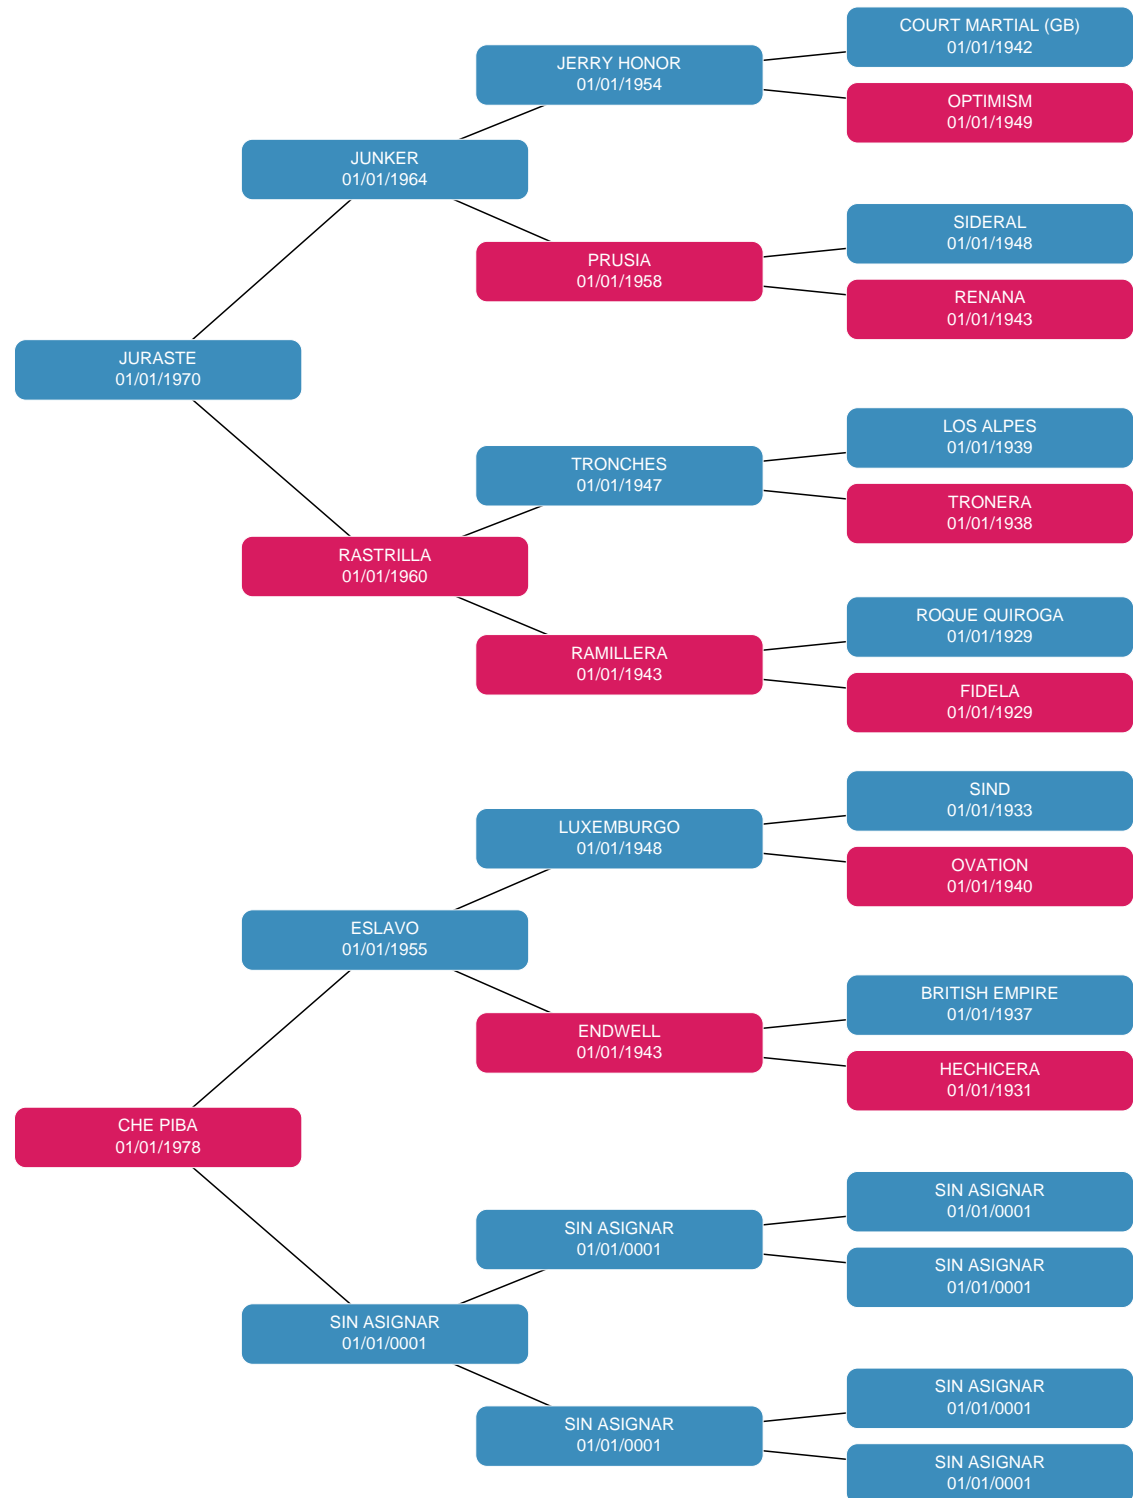 COURT MARTIAL (GB)
01/01/1942
JERRY HONOR
01/01/1954
OPTIMISM
01/01/1949
JUNKER
01/01/1964
SIDERAL
01/01/1948
PRUSIA
01/01/1958
RENANA
01/01/1943
JURASTE
01/01/1970
LOS ALPES
01/01/1939
TRONCHES
01/01/1947
TRONERA
01/01/1938
RASTRILLA
01/01/1960
ROQUE QUIROGA
01/01/1929
RAMILLERA
01/01/1943
FIDELA
01/01/1929
SIND
01/01/1933
LUXEMBURGO
01/01/1948
OVATION
01/01/1940
ESLAVO
01/01/1955
BRITISH EMPIRE
01/01/1937
ENDWELL
01/01/1943
HECHICERA
01/01/1931
CHE PIBA
01/01/1978
SIN ASIGNAR
01/01/0001
SIN ASIGNAR
01/01/0001
SIN ASIGNAR
01/01/0001
SIN ASIGNAR
01/01/0001
SIN ASIGNAR
01/01/0001
SIN ASIGNAR
01/01/0001
SIN ASIGNAR
01/01/0001